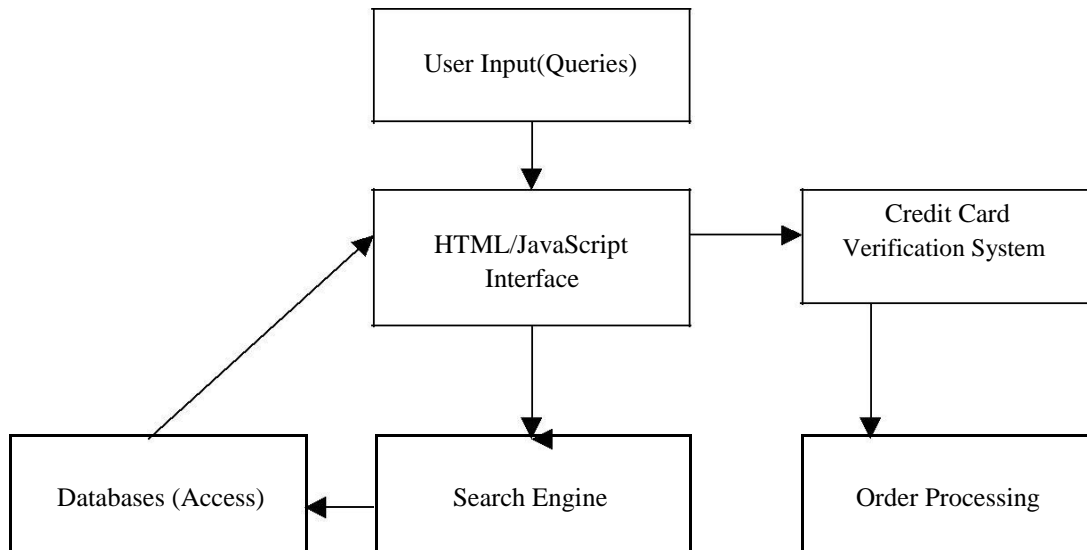 User Input(Queries)
HTML/JavaScript
Interface
Credit Card
Verification System
Databases (Access)
Search Engine
Order Processing